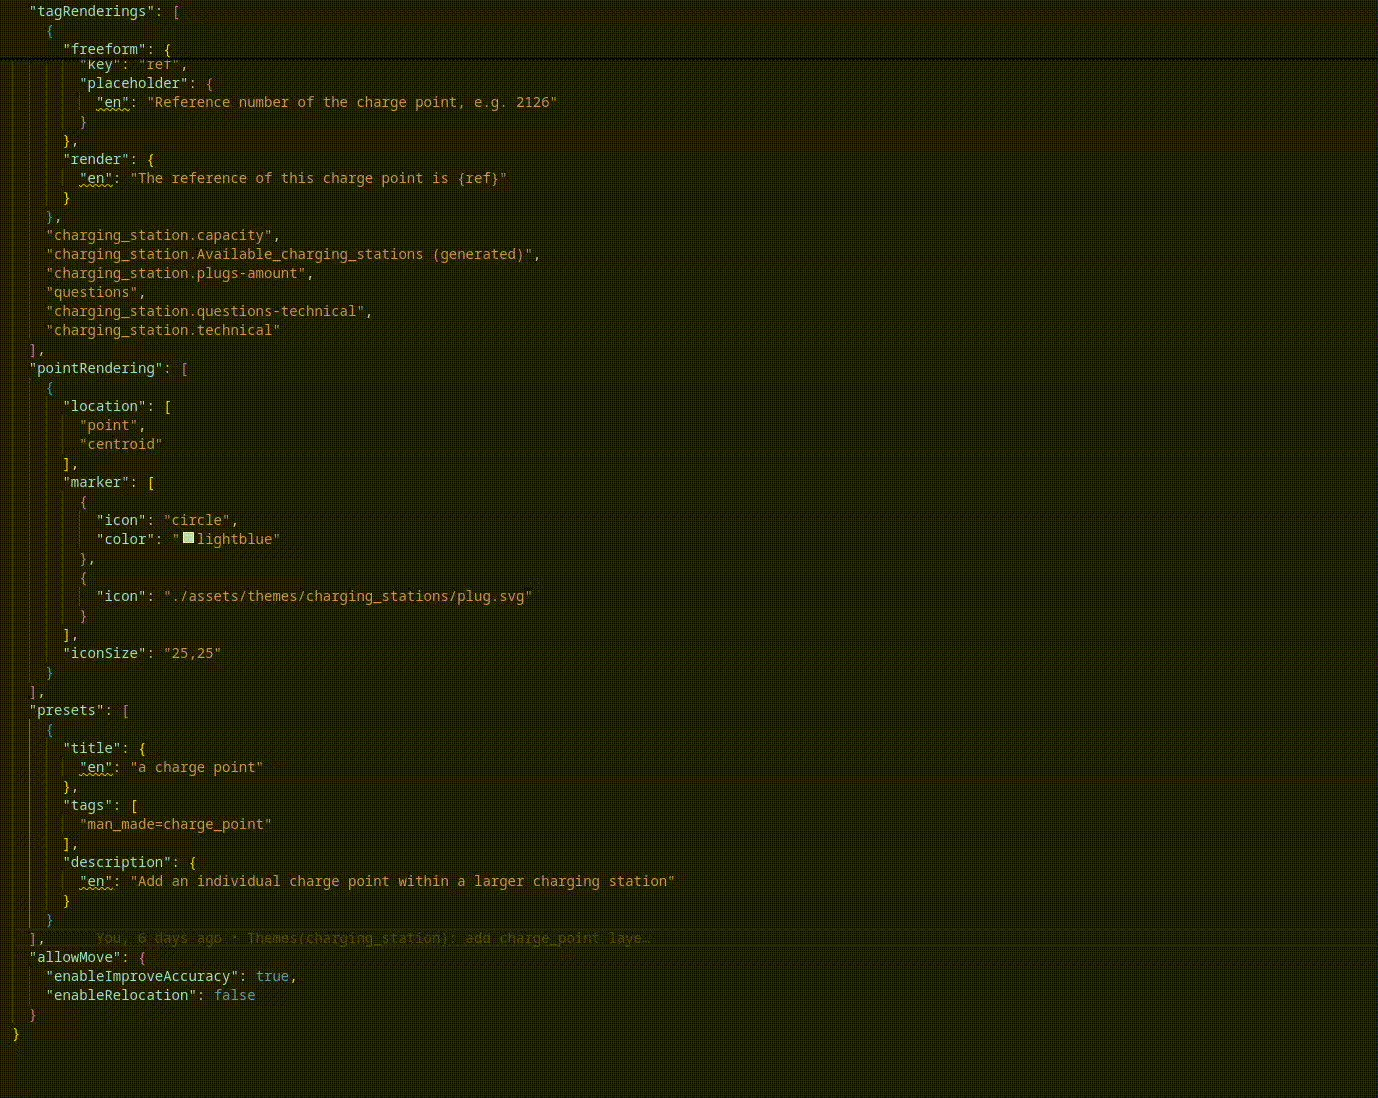 "tagRenderings": [
{
"freeform": {
"key": "ref",
"placeholder": {
"en": "Reference number of the charge point, e.g. 2126"
}
},
"render": {
"en": "The reference of this charge point is {ref}"
}
},
"charging_station.capacity",
"charging_station.Available_charging_stations (generated)",
"charging_station.plugs-amount",
"questions",
"charging_station.questions-technical",
"charging_station.technical"
],
"pointRendering": [
{
"location": [
"point",
"centroid"
],
"marker": [
{
"icon": "circle",
"color": "lightblue"
},
{
"icon": "./assets/themes/charging_stations/plug.svg"
}
],
"iconSize": "25,25"
}
],
"presets": [
{
"title": {
"en": "a charge point"
},
"tags": [
"man_made=charge_point"
],
"description": {
"en": "Add an individual charge point within a larger charging station"
}
}
], You, 6 days ago • Themes(charging_station): add charge_point laye…
"allowMove": {
"enableImproveAccuracy": true,
"enableRelocation": false
}
}